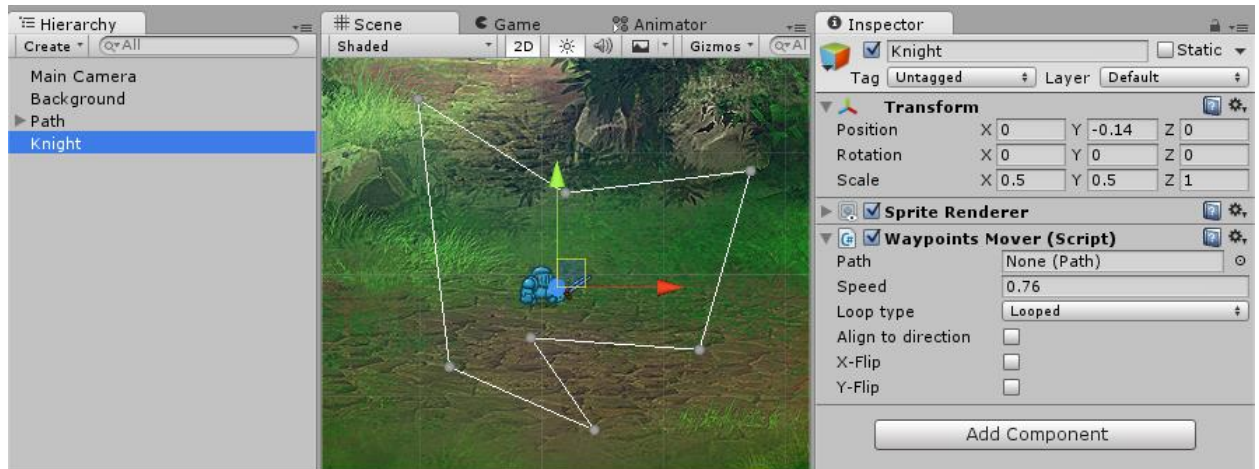 Hierarchy
Create All
Main Camera
Background
Path
Knight
Scene Game Animator
Shaded 2D Gizmos Al
Inspector
Knight Static
Tag Untagged Layer Default
Transform
Position X 0 Y -0.14 Z 0
Rotation X 0 Y 0 Z 0
Scale X 0.5 Y 0.5 Z 1
Sprite Renderer
Waypoints Mover (Script)
Path None (Path)
Speed 0.76
Loop type Looped
Align to direction
X-Flip
Y-Flip
Add Component